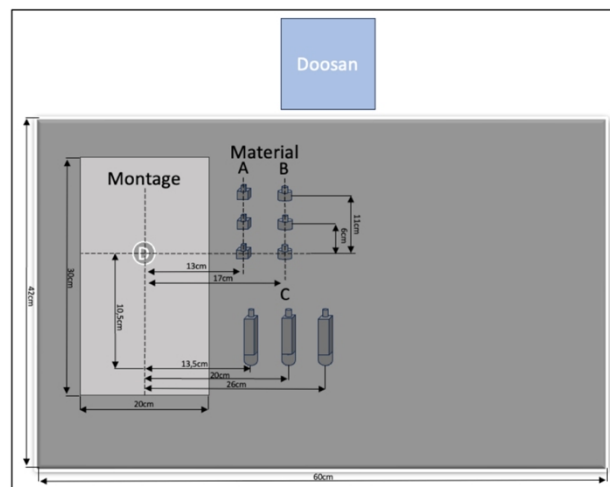 Doosan
Material
A B
Montage
11cm
6cm
D
13cm
17cm
30cm
42cm
10,5cm
C
13,5cm
20cm
26cm
20cm
60cm